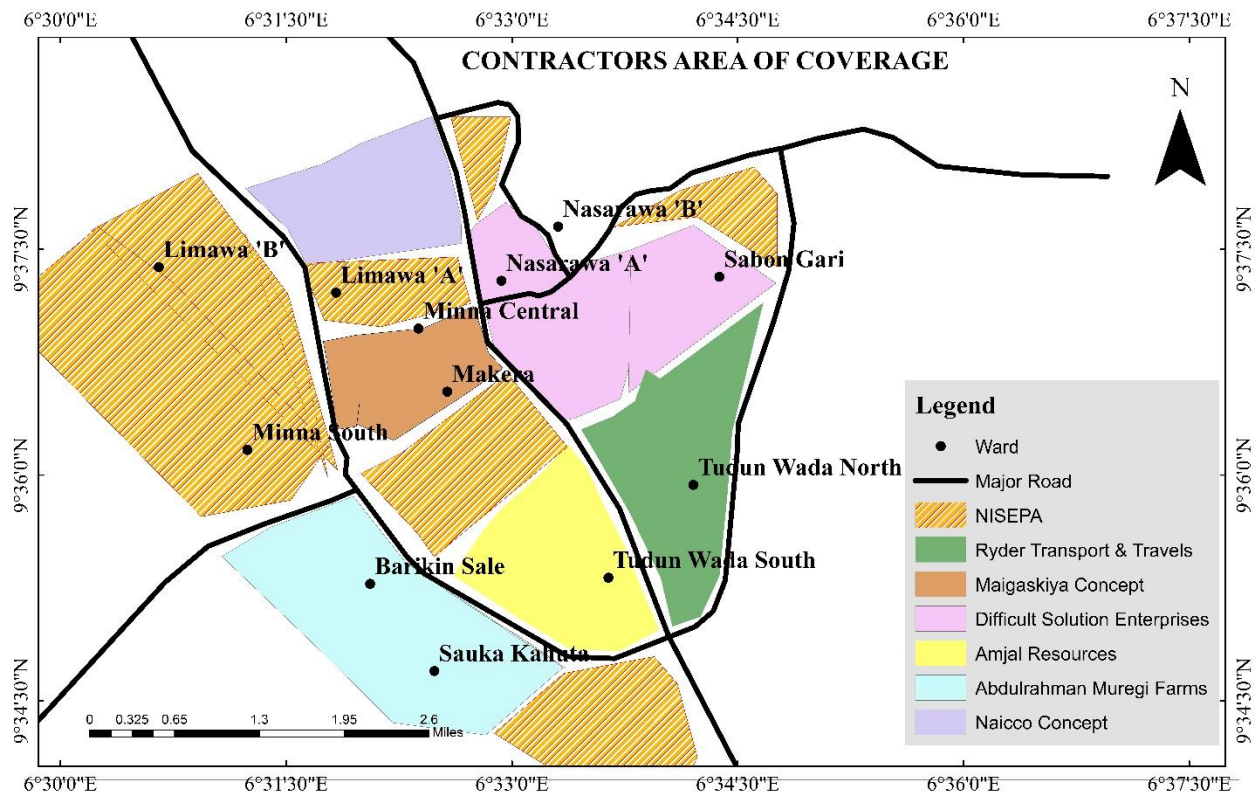 6°30'0"E 6°31'30"E 6°33'0"E 6°34'30"E 6°36'0"E 6°37'30"E
CONTRACTORS AREA OF COVERAGE
N
9°37'30"N
9°37'30"N
Nasarawa 'B'
Limawa 'B'
Nasarawa 'A'
Sabon Gari
Limawa 'A'
Minna Central
Makera
Minna South
9°36'0"N
9°36'0"N
Tudun Wada North
Barikin Sale
Tudun Wada South
Sauka Kahuta
9°34'30"N
9°34'30"N
Legend
Ward
Major Road
NISEPA
Ryder Transport & Travels
Maigaskiya Concept
Difficult Solution Enterprises
Amjal Resources
Abdulrahman Muregi Farms
Naicco Concept
0 0.325 0.65 1.3 1.95 2.6
Miles
6°30'0"E 6°31'30"E 6°33'0"E 6°34'30"E 6°36'0"E 6°37'30"E